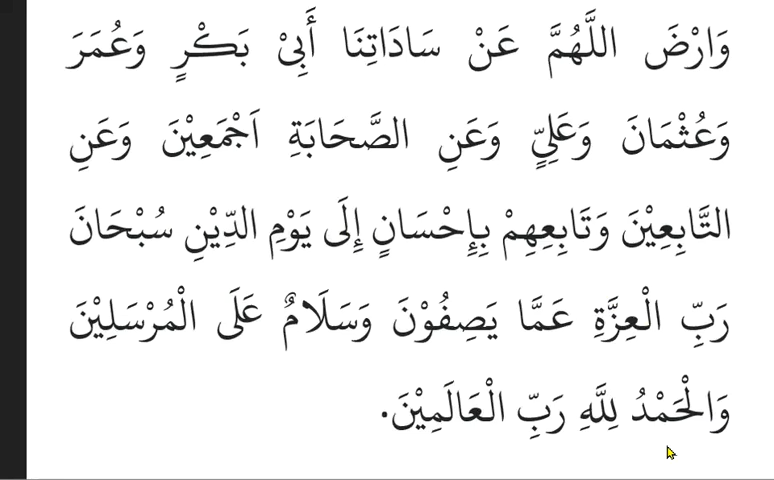 وَارْضَ اللَّهُمَّ عَنْ سَادَاتِنَا أَبِيْ بَكْرٍ وَعُمَرَ
وَعُثْمَانَ وَعَلِيٍّ وَعَنِ الصَّحَابَةِ اَجْمَعِيْنَ وَعَنِ
التَّابِعِيْنَ وَتَابِعِهِمْ بِإِحْسَانٍ إِلَى يَوْمِ الدِّيْنِ سُبْحَانَ
رَبِّ الْعِزَّةِ عَمَّا يَصِفُوْنَ وَسَلَامٌ عَلَى الْمُرْسَلِيْنَ
وَالْحَمْدُ لِلَّهِ رَبِّ الْعَالَمِيْنَ.